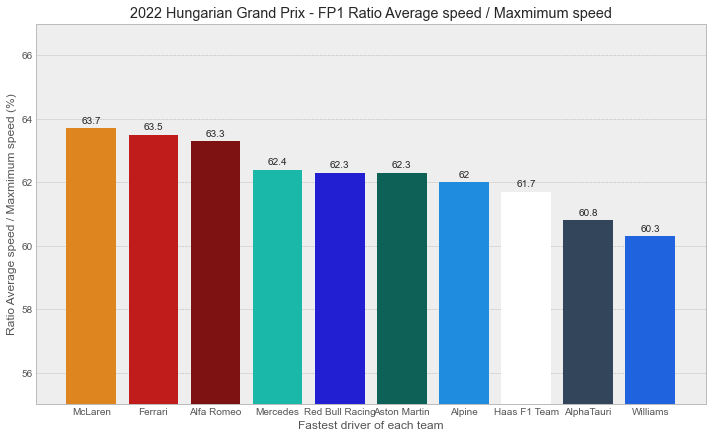 2022 Hungarian Grand Prix - FP1 Ratio Average speed / Maxmimum speed
Ratio Average speed / Maxmimum speed (%)
66
64
62
60
58
56
63.7
63.5
63.3
62.4
62.3
62.3
62
61.7
60.8
60.3
McLaren
Ferrari
Alfa Romeo
Mercedes
Red Bull Racing
Aston Martin
Alpine
Haas F1 Team
AlphaTauri
Williams
Fastest driver of each team